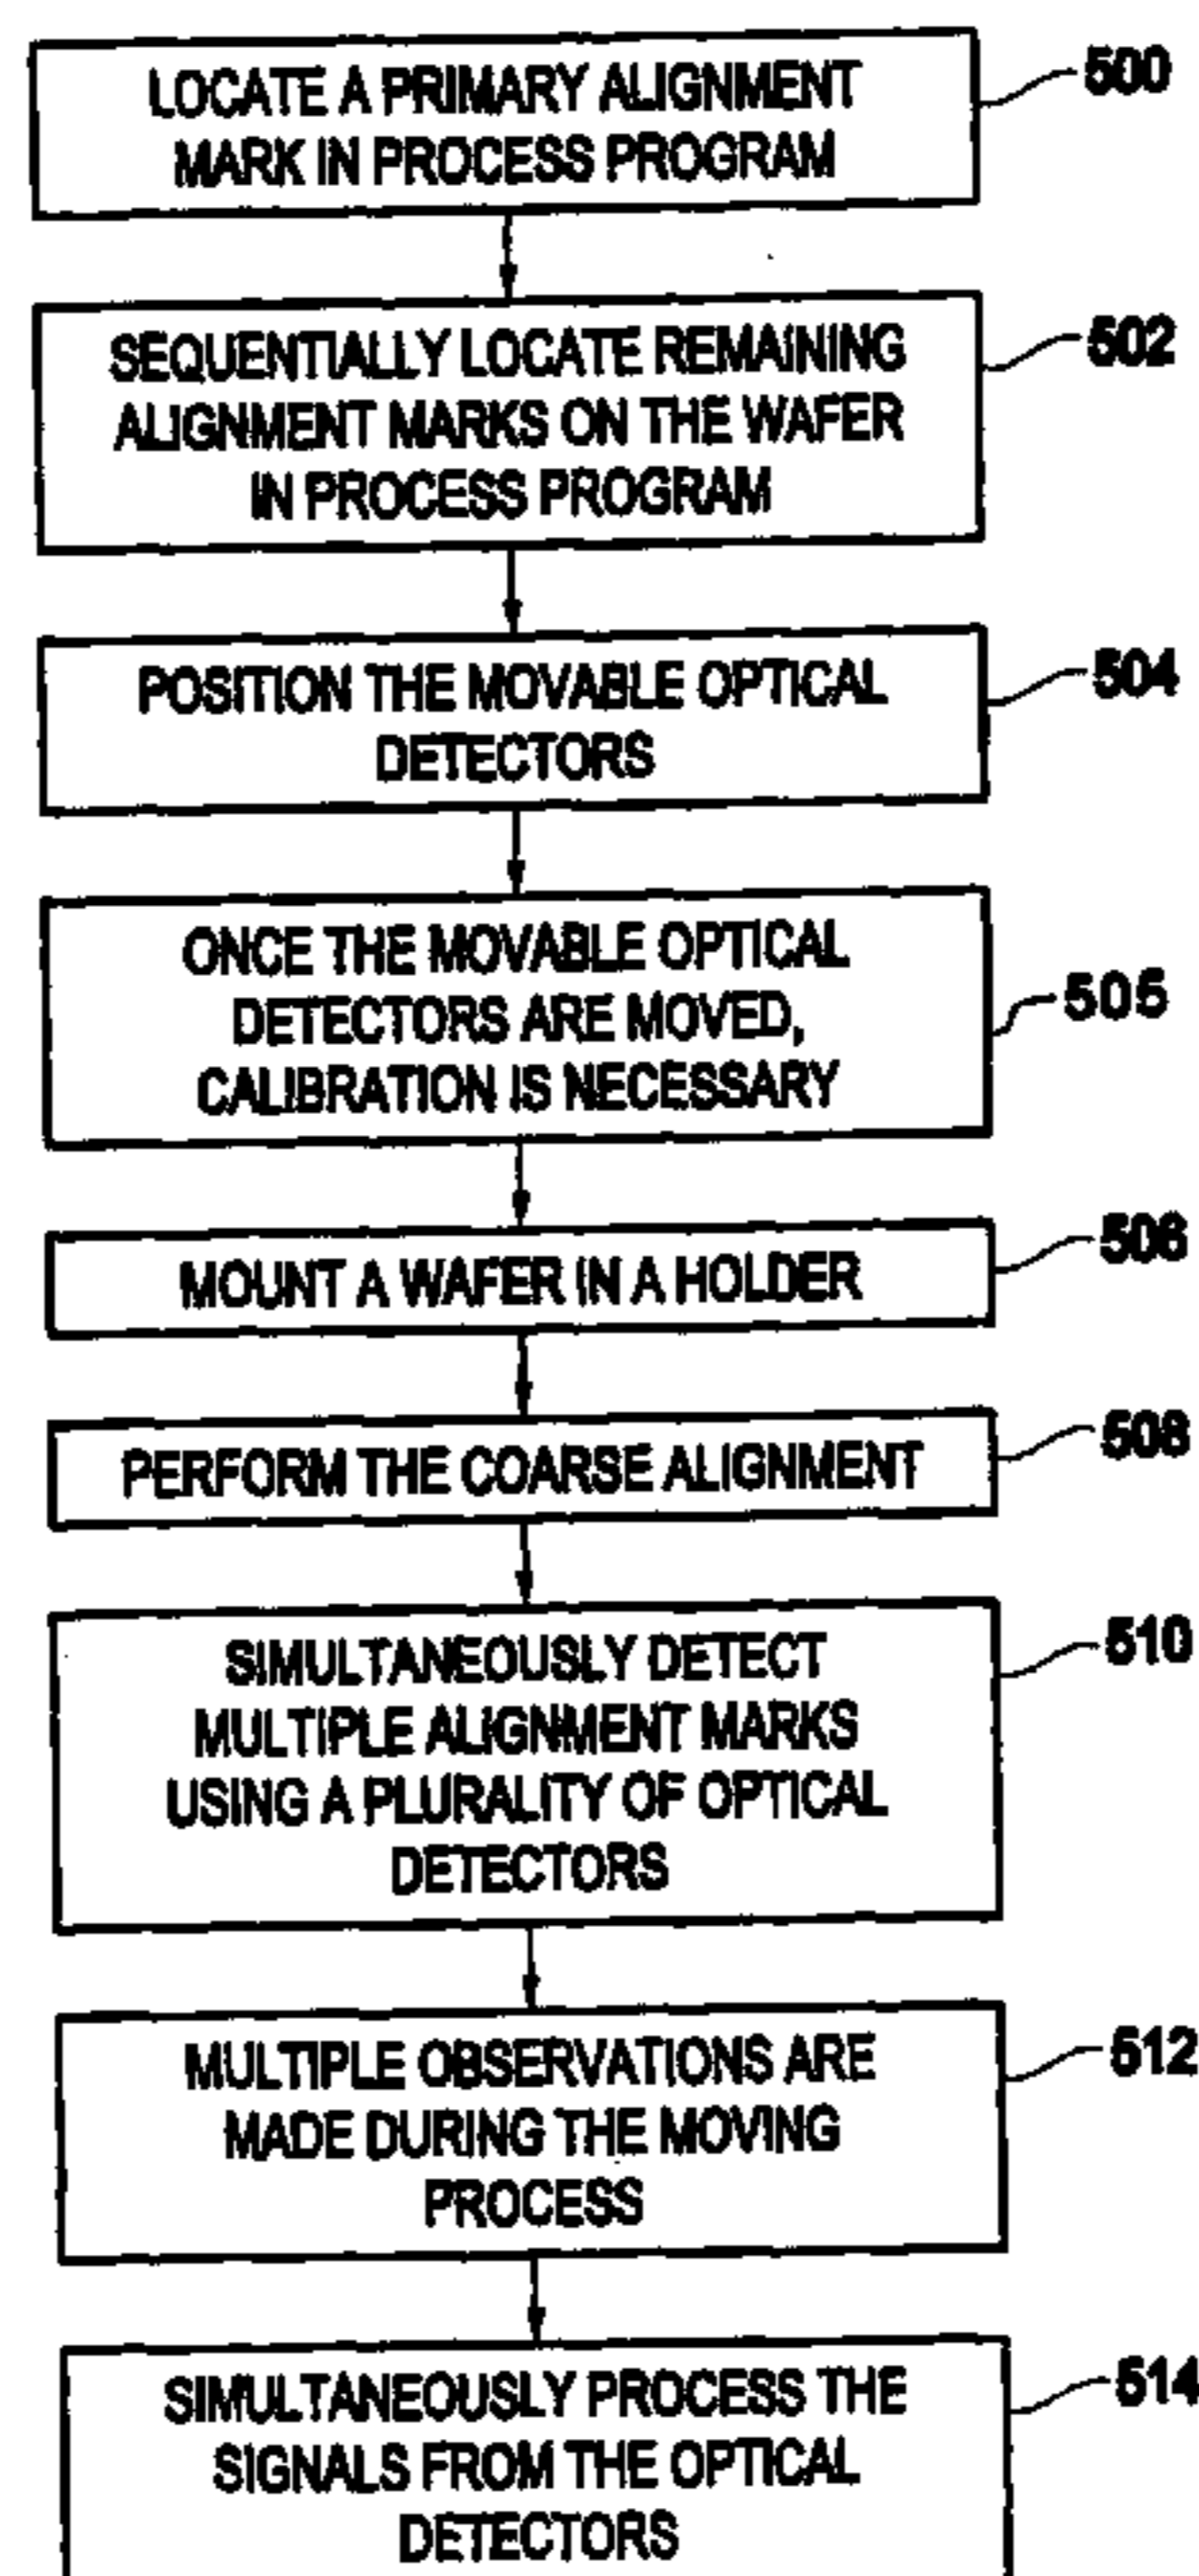 LOCATE A PRIMARY ALIGNMENT
MARK IN PROCESS PROGRAM
500
SEQUENTIALLY LOCATE REMAINING
ALIGNMENT MARKS ON THE WAFER
IN PROCESS PROGRAM
502
POSITION THE MOVABLE OPTICAL
DETECTORS
504
ONCE THE MOVABLE OPTICAL
DETECTORS ARE MOVED,
CALIBRATION IS NECESSARY
505
MOUNT A WAFER IN A HOLDER
506
PERFORM THE COARSE ALIGNMENT
508
SIMULTANEOUSLY DETECT
MULTIPLE ALIGNMENT MARKS
USING A PLURALITY OF OPTICAL
DETECTORS
510
MULTIPLE OBSERVATIONS ARE
MADE DURING THE MOVING
PROCESS
512
SIMULTANEOUSLY PROCESS THE
SIGNALS FROM THE OPTICAL
DETECTORS
514